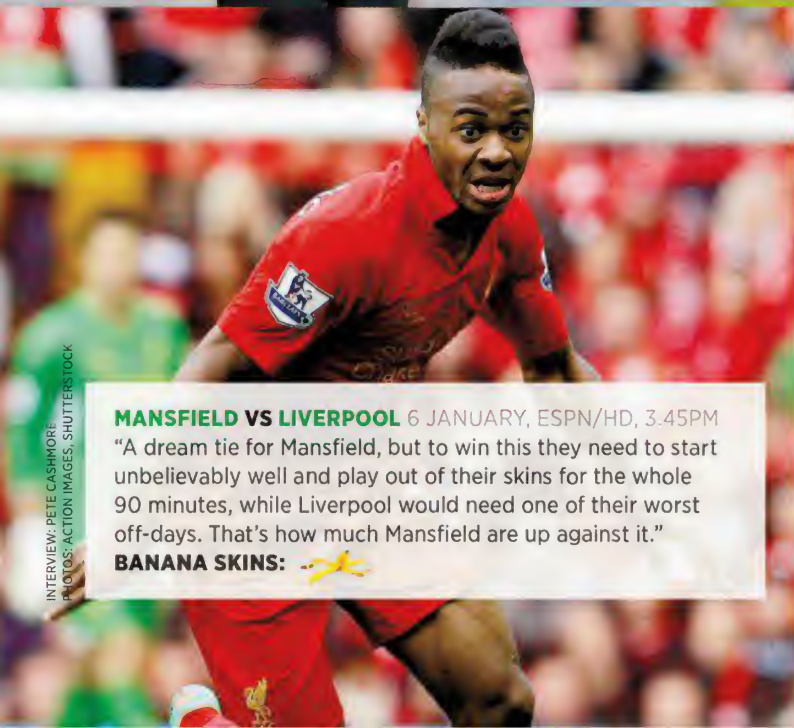 MANSFIELD VS LIVERPOOL 6 JANUARY, ESPN/HD, 3.45PM
“A dream tie for Mansfield, but to win this they need to start
unbelievably well and play out of their skins for the whole
90 minutes, while Liverpool would need one of their worst
off-days. That’s how much Mansfield are up against it.”
BANANA SKINS:
INTERVIEW: PETE CASHMORE
PHOTOS: ACTION IMAGES, SHUTTERSTOCK
BARCLAYS